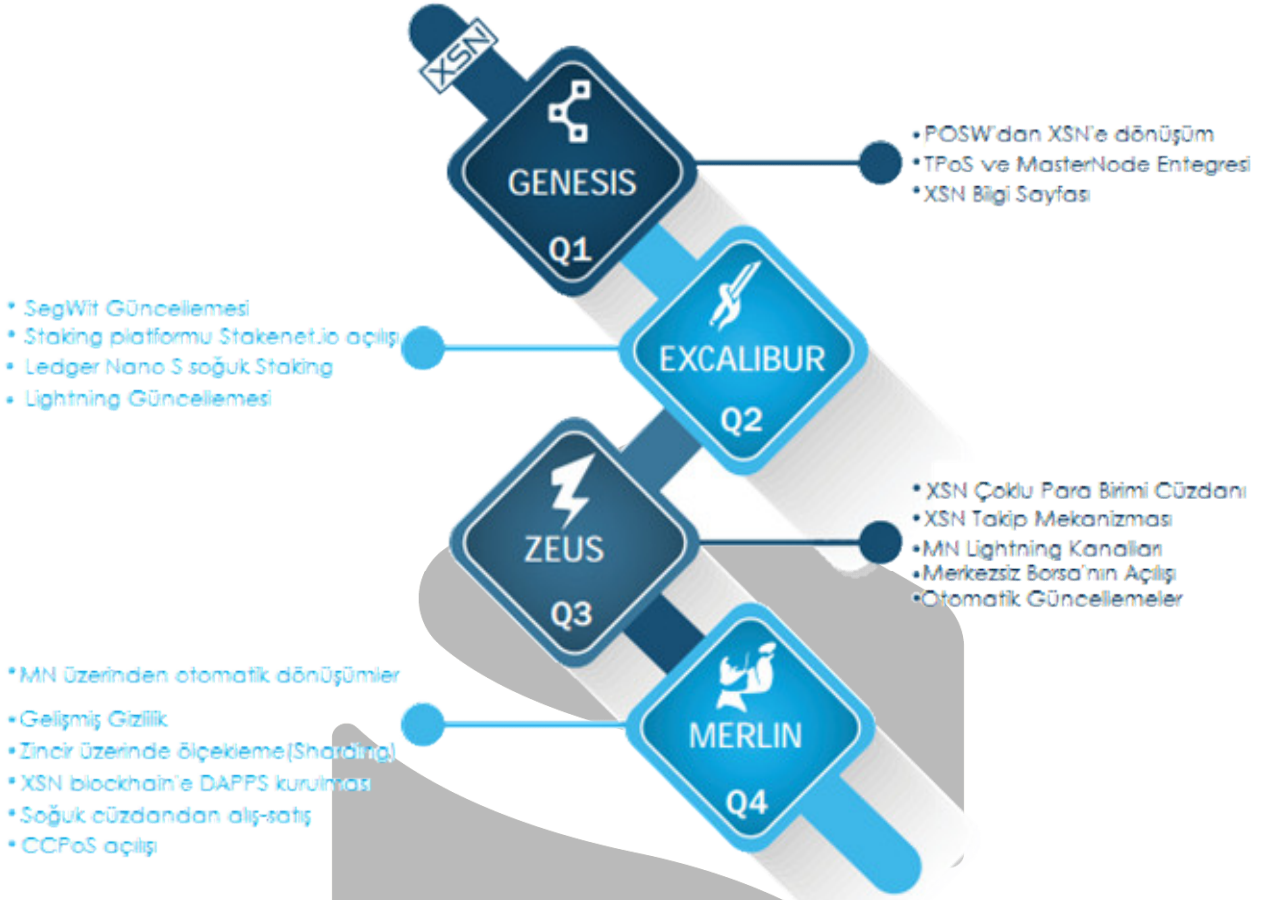 XSN
GENESIS
Q1
•POSW'dan XSN'e dönüşüm
•TPoS ve MasterNode Entegresi
•XSN Bilgi Sayfası
EXCALIBUR
Q2
• SegWit Güncellemesi
• Staking platformu Stakenet.io açılışı
• Ledger Nano S soğuk Staking
• Lightning Güncellemesi
ZEUS
Q3
• XSN Çoklu Para Birimi Cüzdanı
•XSN Takip Mekanizması
•MN Lightning Kanalları
•Merkezsiz Borsa'nın Açılışı
•Otomatik Güncellemeler
MERLIN
Q4
•MN üzerinden otomatik dönüşümler
•Gelişmiş Gizlilik
•Zincir üzerinde ölçekleme(Sharding)
•XSN blockhain'e DAPPS kurulması
•Soğuk cüzdandan alış-satış
•CCPoS açılışı